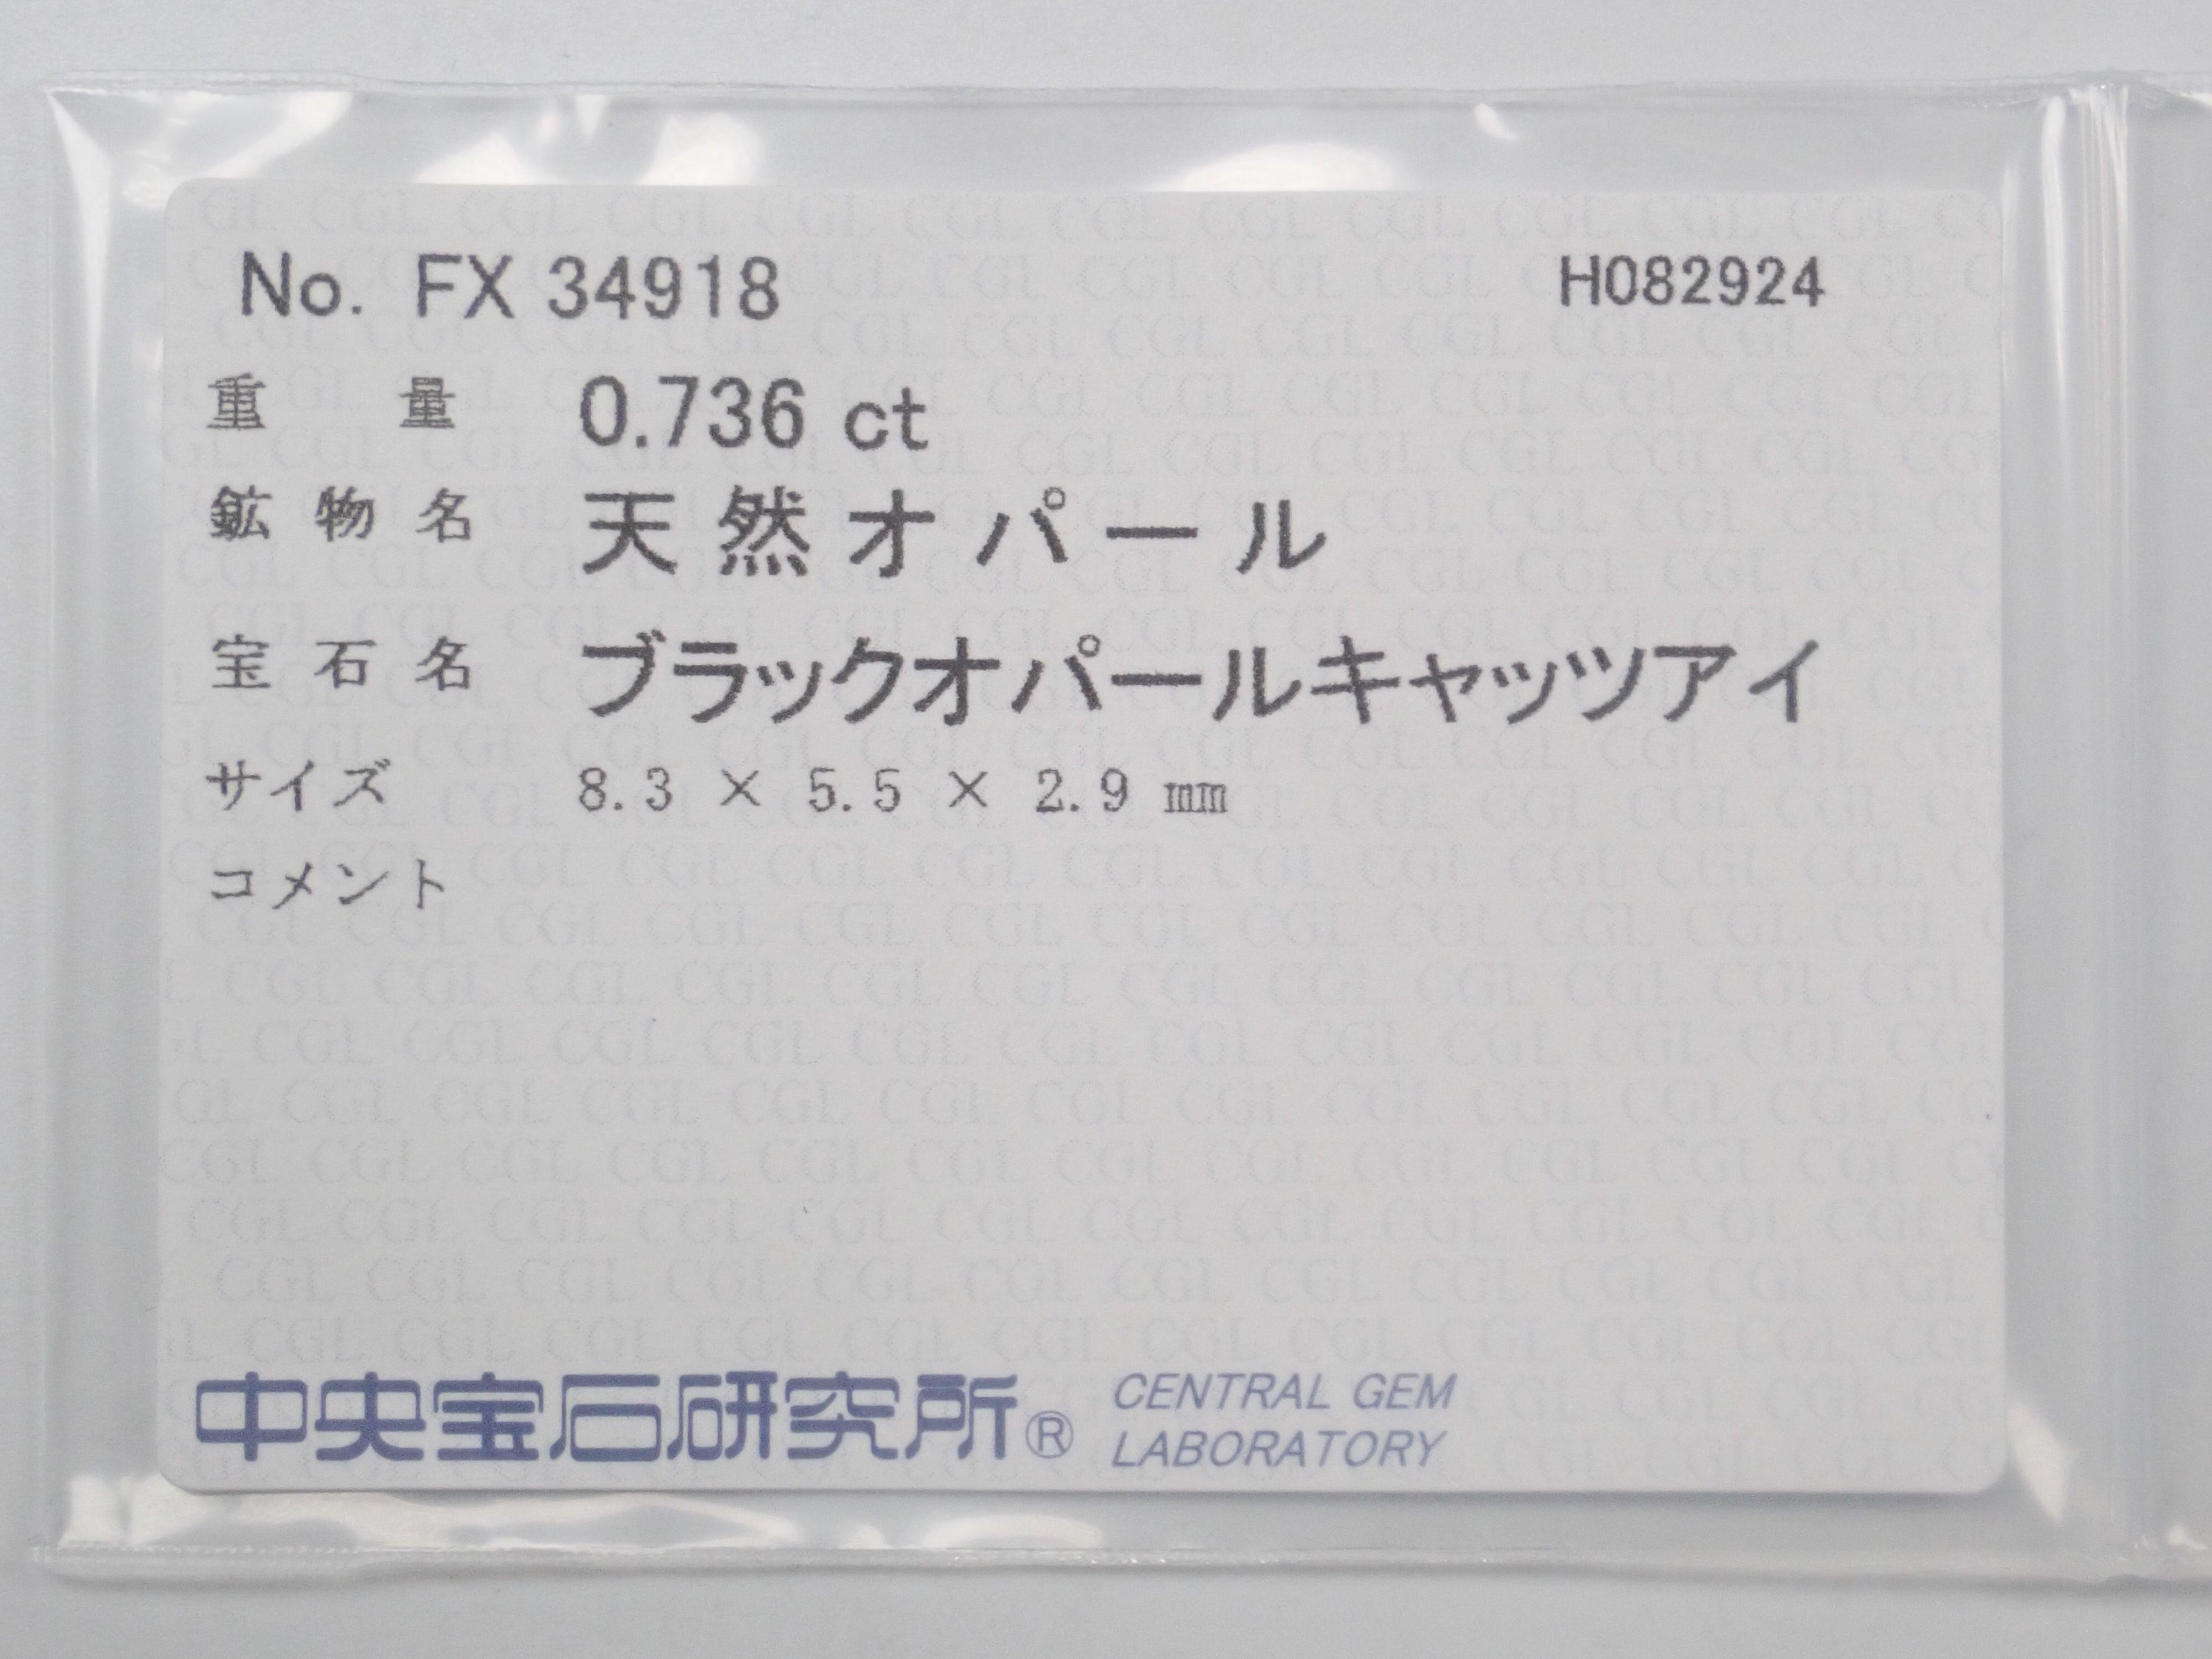 No. FX 34918 H082924
重量 0.736 ct
鉱物名 天然オパール
宝石名 ブラックオパールキャッツアイ
サイズ 8.3 × 5.5 × 2.9 mm
コメント
中央宝石研究所® CENTRAL GEM
LABORATORY